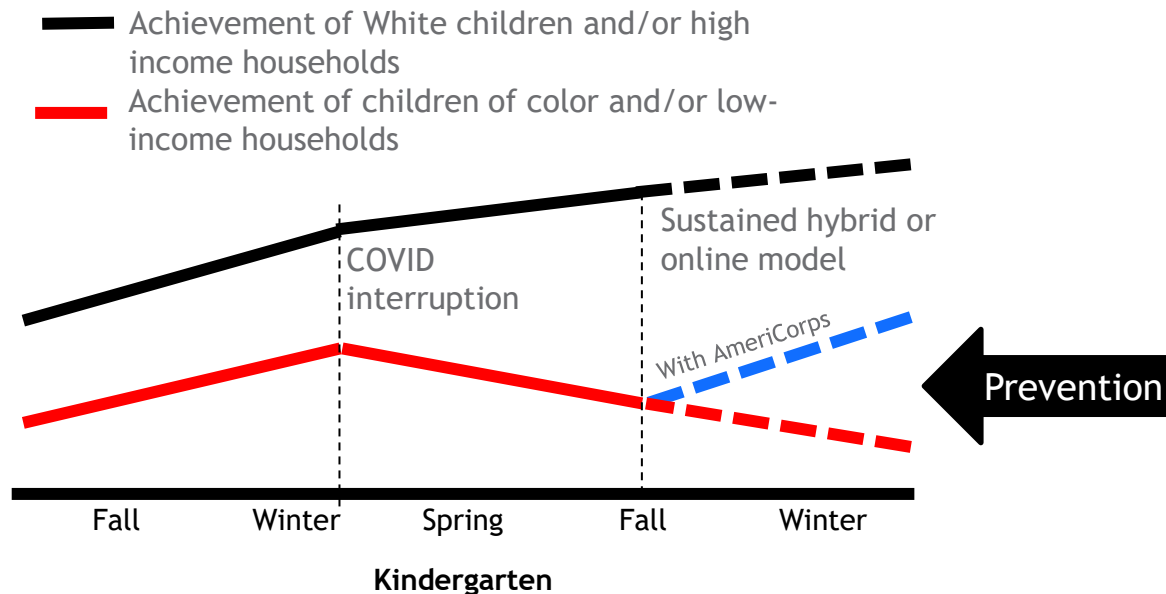 Achievement of White children and/or high
income households
Achievement of children of color and/or low-
income households
COVID
interruption
Sustained hybrid or
online model
With AmeriCorps
Prevention
Fall Winter Spring Fall Winter
Kindergarten